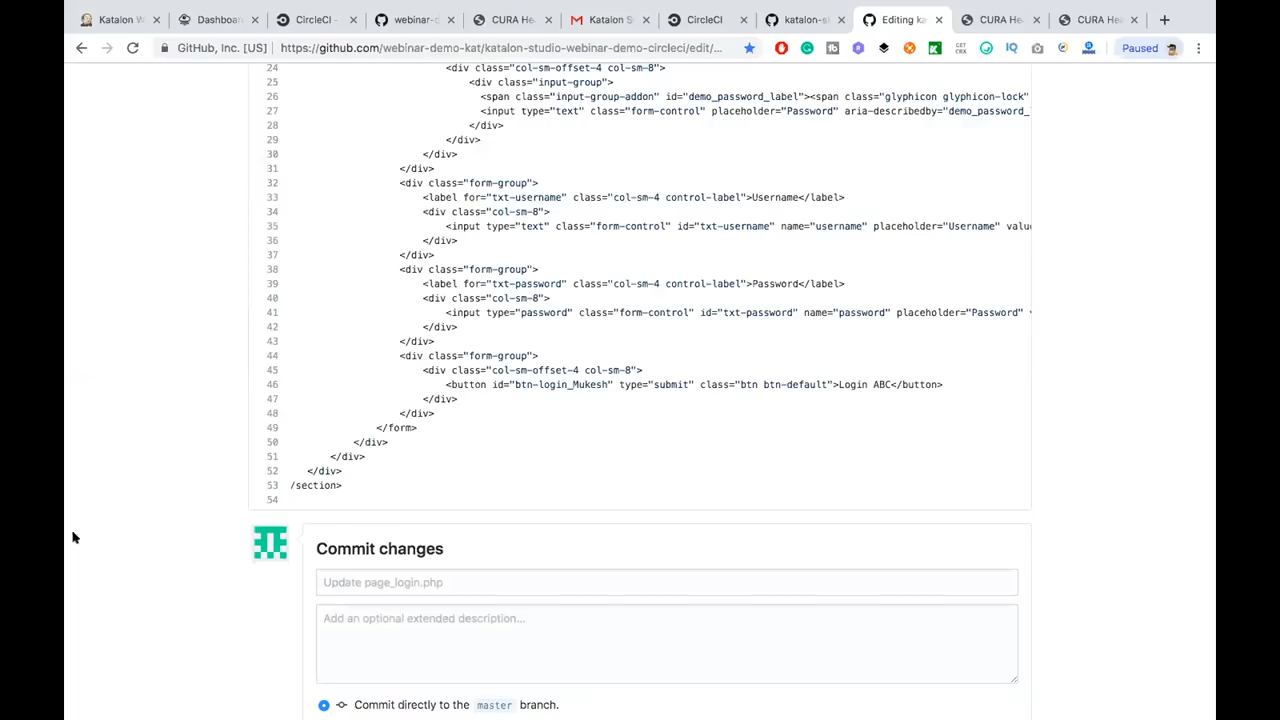 Katalon W
Dashboar
CircleCI -
webinar-d
CURA He
Katalon S
CircleCI
katalon-s
Editing ka
CURA He
CURA He
GitHub, Inc. [US]
https://github.com/webinar-demo-kat/katalon-studio-webinar-demo-circleci/edit/...
GET CRX
IQ
Paused
24 <div class="col-sm-offset-4 col-sm-8">
25 <div class="input-group">
26 <span class="input-group-addon" id="demo_password_label"><span class="glyphicon glyphicon-lock"
27 <input type="text" class="form-control" placeholder="Password" aria-describedby="demo_password_
28 </div>
29 </div>
30 </div>
31 </div>
32 <div class="form-group">
33 <label for="txt-username" class="col-sm-4 control-label">Username</label>
34 <div class="col-sm-8">
35 <input type="text" class="form-control" id="txt-username" name="username" placeholder="Username" valu
36 </div>
37 </div>
38 <div class="form-group">
39 <label for="txt-password" class="col-sm-4 control-label">Password</label>
40 <div class="col-sm-8">
41 <input type="password" class="form-control" id="txt-password" name="password" placeholder="Password" v
42 </div>
43 </div>
44 <div class="form-group">
45 <div class="col-sm-offset-4 col-sm-8">
46 <button id="btn-login_Mukesh" type="submit" class="btn btn-default">Login ABC</button>
47 </div>
48 </div>
49 </form>
50 </div>
51 </div>
52 </div>
53 /section>
54
Commit changes
Update page_login.php
Add an optional extended description...
Commit directly to the master branch.